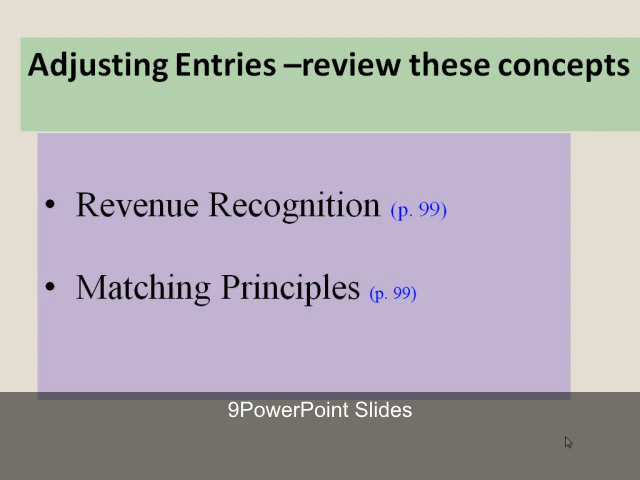 Adjusting Entries –review these concepts
• Revenue Recognition (p. 99)
• Matching Principles (p. 99)
9PowerPoint Slides